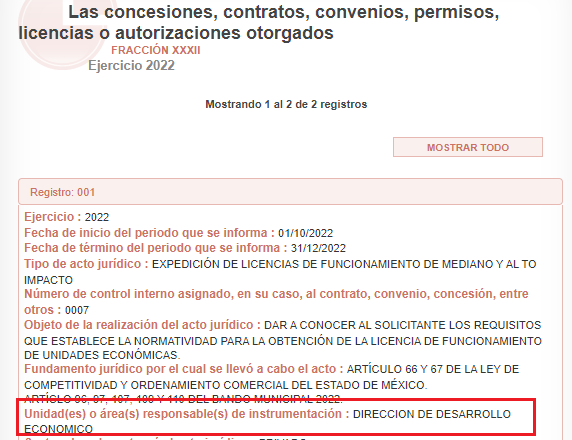 Las concesiones, contratos, convenios, permisos,
licencias o autorizaciones otorgados
FRACCIÓN XXXII
Ejercicio 2022
Mostrando 1 al 2 de 2 registros
MOSTRAR TODO
Registro: 001
Ejercicio : 2022
Fecha de inicio del periodo que se informa : 01/10/2022
Fecha de término del periodo que se informa : 31/12/2022
Tipo de acto jurídico : EXPEDICIÓN DE LICENCIAS DE FUNCIONAMIENTO DE MEDIANO Y AL TO
IMPACTO
Número de control interno asignado, en su caso, al contrato, convenio, concesión, entre
otros : 0007
Objeto de la realización del acto jurídico : DAR A CONOCER AL SOLICITANTE LOS REQUISITOS
QUE ESTABLECE LA NORMATIVIDAD PARA LA OBTENCIÓN DE LA LICENCIA DE FUNCIONAMIENTO
DE UNIDADES ECONÓMICAS.
Fundamento jurídico por el cual se llevó a cabo el acto : ARTÍCULO 66 Y 67 DE LA LEY DE
COMPETITIVIDAD Y ORDENAMIENTO COMERCIAL DEL ESTADO DE MÉXICO.
96, 97, 107, 108 Y 110 DEL BANDO MUNICIPAL 2022.
Unidad(es) o área(s) responsable(s) de instrumentación : DIRECCION DE DESARROLLO
ECONOMICO